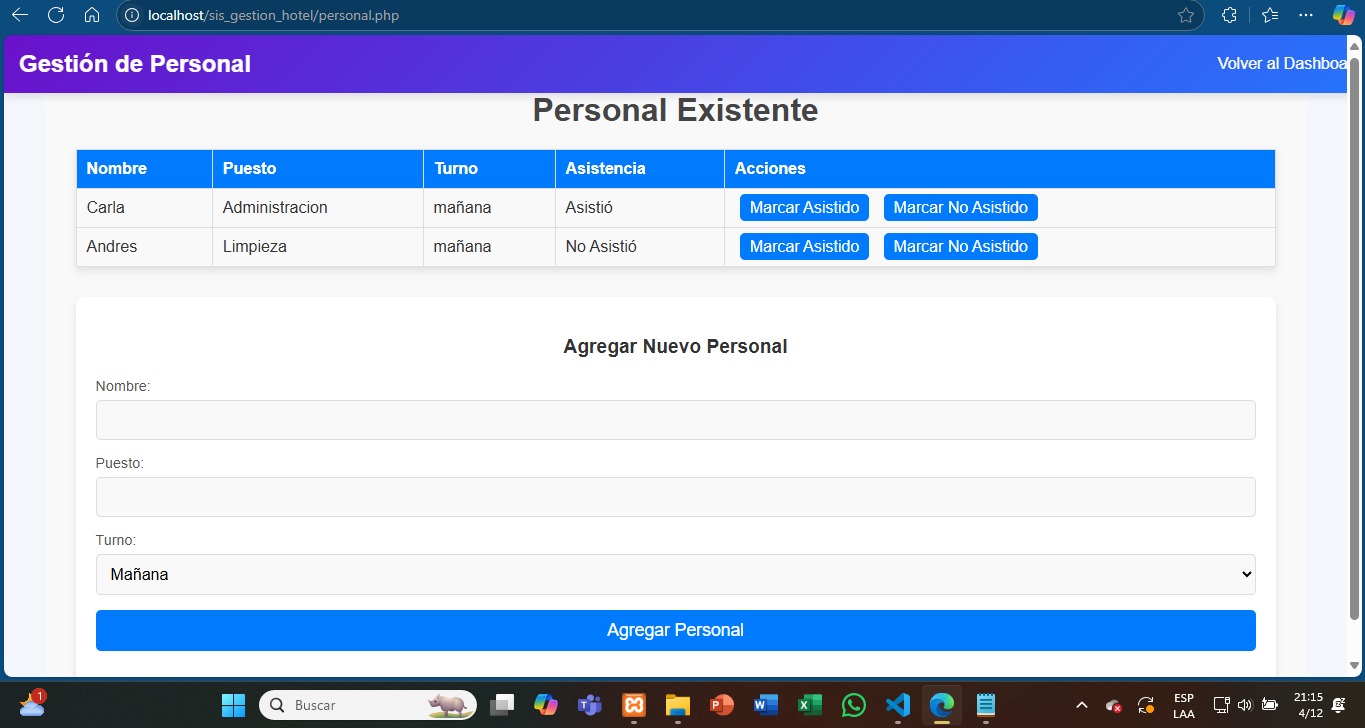 localhost/sis_gestion_hotel/personal.php
Gestión de Personal
Volver al Dashboa
Personal Existente
Nombre Puesto Turno Asistencia Acciones
Carla Administracion mañana Asistió Marcar Asistido Marcar No Asistido
Andres Limpieza mañana No Asistió Marcar Asistido Marcar No Asistido
Agregar Nuevo Personal
Nombre:
Puesto:
Turno:
Mañana
Agregar Personal
1
Buscar
ESP
LAA
21:15
4/12